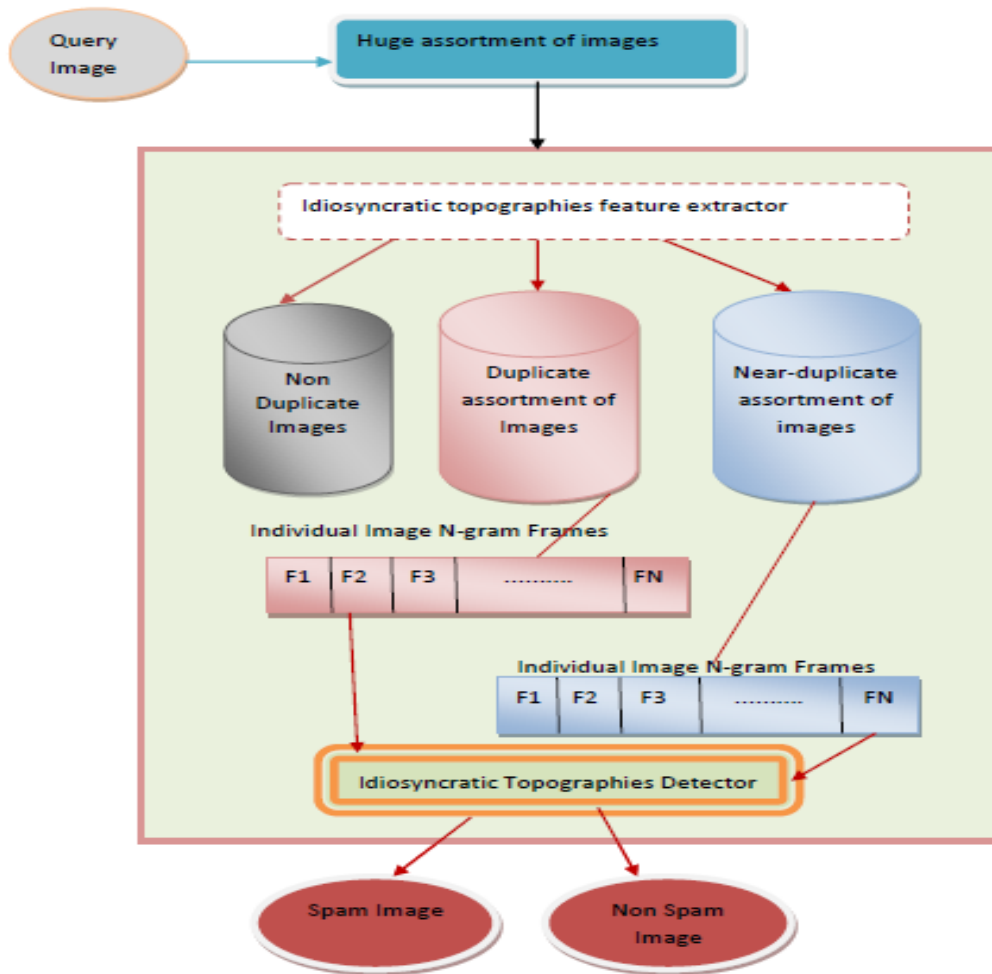 Query
Image
Huge assortment of images
Idiosyncratic topographies feature extractor
Non
Duplicate
Images
Duplicate
assortment of
Images
Near-duplicate
assortment of
images
Individual Image N-gram Frames
F1 F2 F3 ........... FN
Individual Image N-gram Frames
F1 F2 F3 ........... FN
Idiosyncratic Topographies Detector
Spam Image
Non Spam
Image